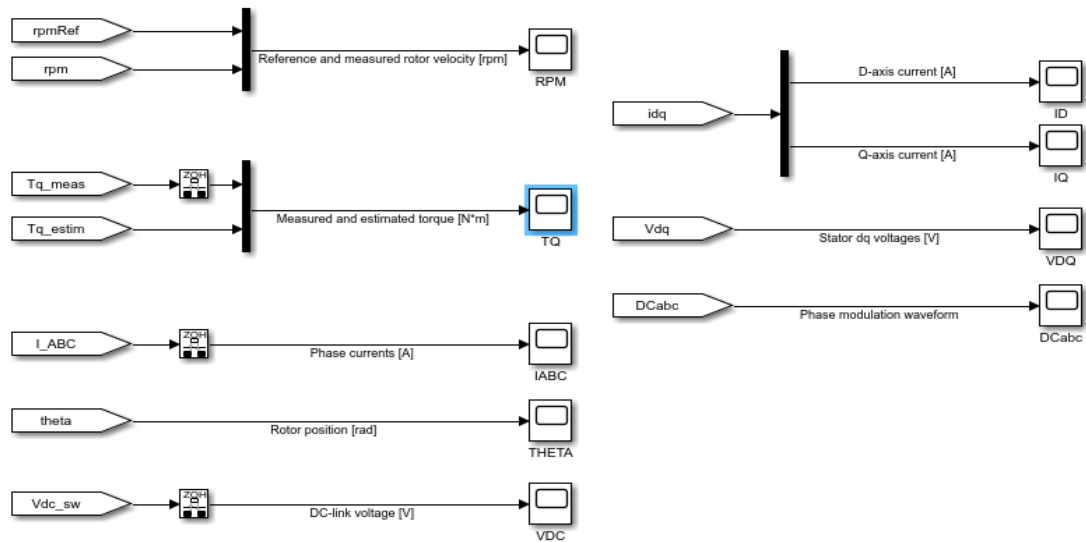 rpmRef
rpm
Reference and measured rotor velocity [rpm]
RPM
Tq_meas
ZOH
Tq_estim
Measured and estimated torque [N*m]
TQ
I_ABC
ZOH
Phase currents [A]
IABC
theta
Rotor position [rad]
THETA
Vdc_sw
ZOH
DC-link voltage [V]
VDC
idq
D-axis current [A]
ID
Q-axis current [A]
IQ
Vdq
Stator dq voltages [V]
VDQ
DCabc
Phase modulation waveform
DCabc